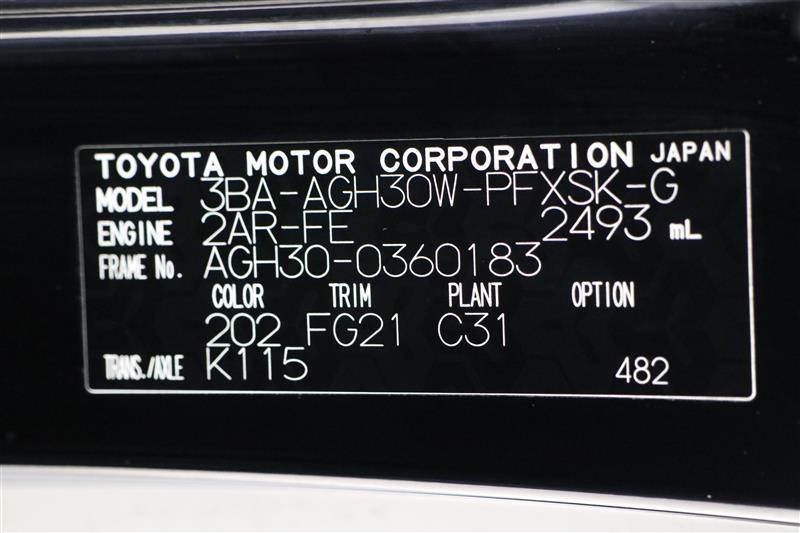 TOYOTA MOTOR CORPORATION JAPAN
MODEL 3BA-AGH30W-PFXSK-G
ENGINE 2AR-FE 2493 mL
FRAME No. AGH30-0360183
COLOR TRIM PLANT OPTION
202 FG21 C31
TRANS./AXLE K115 482